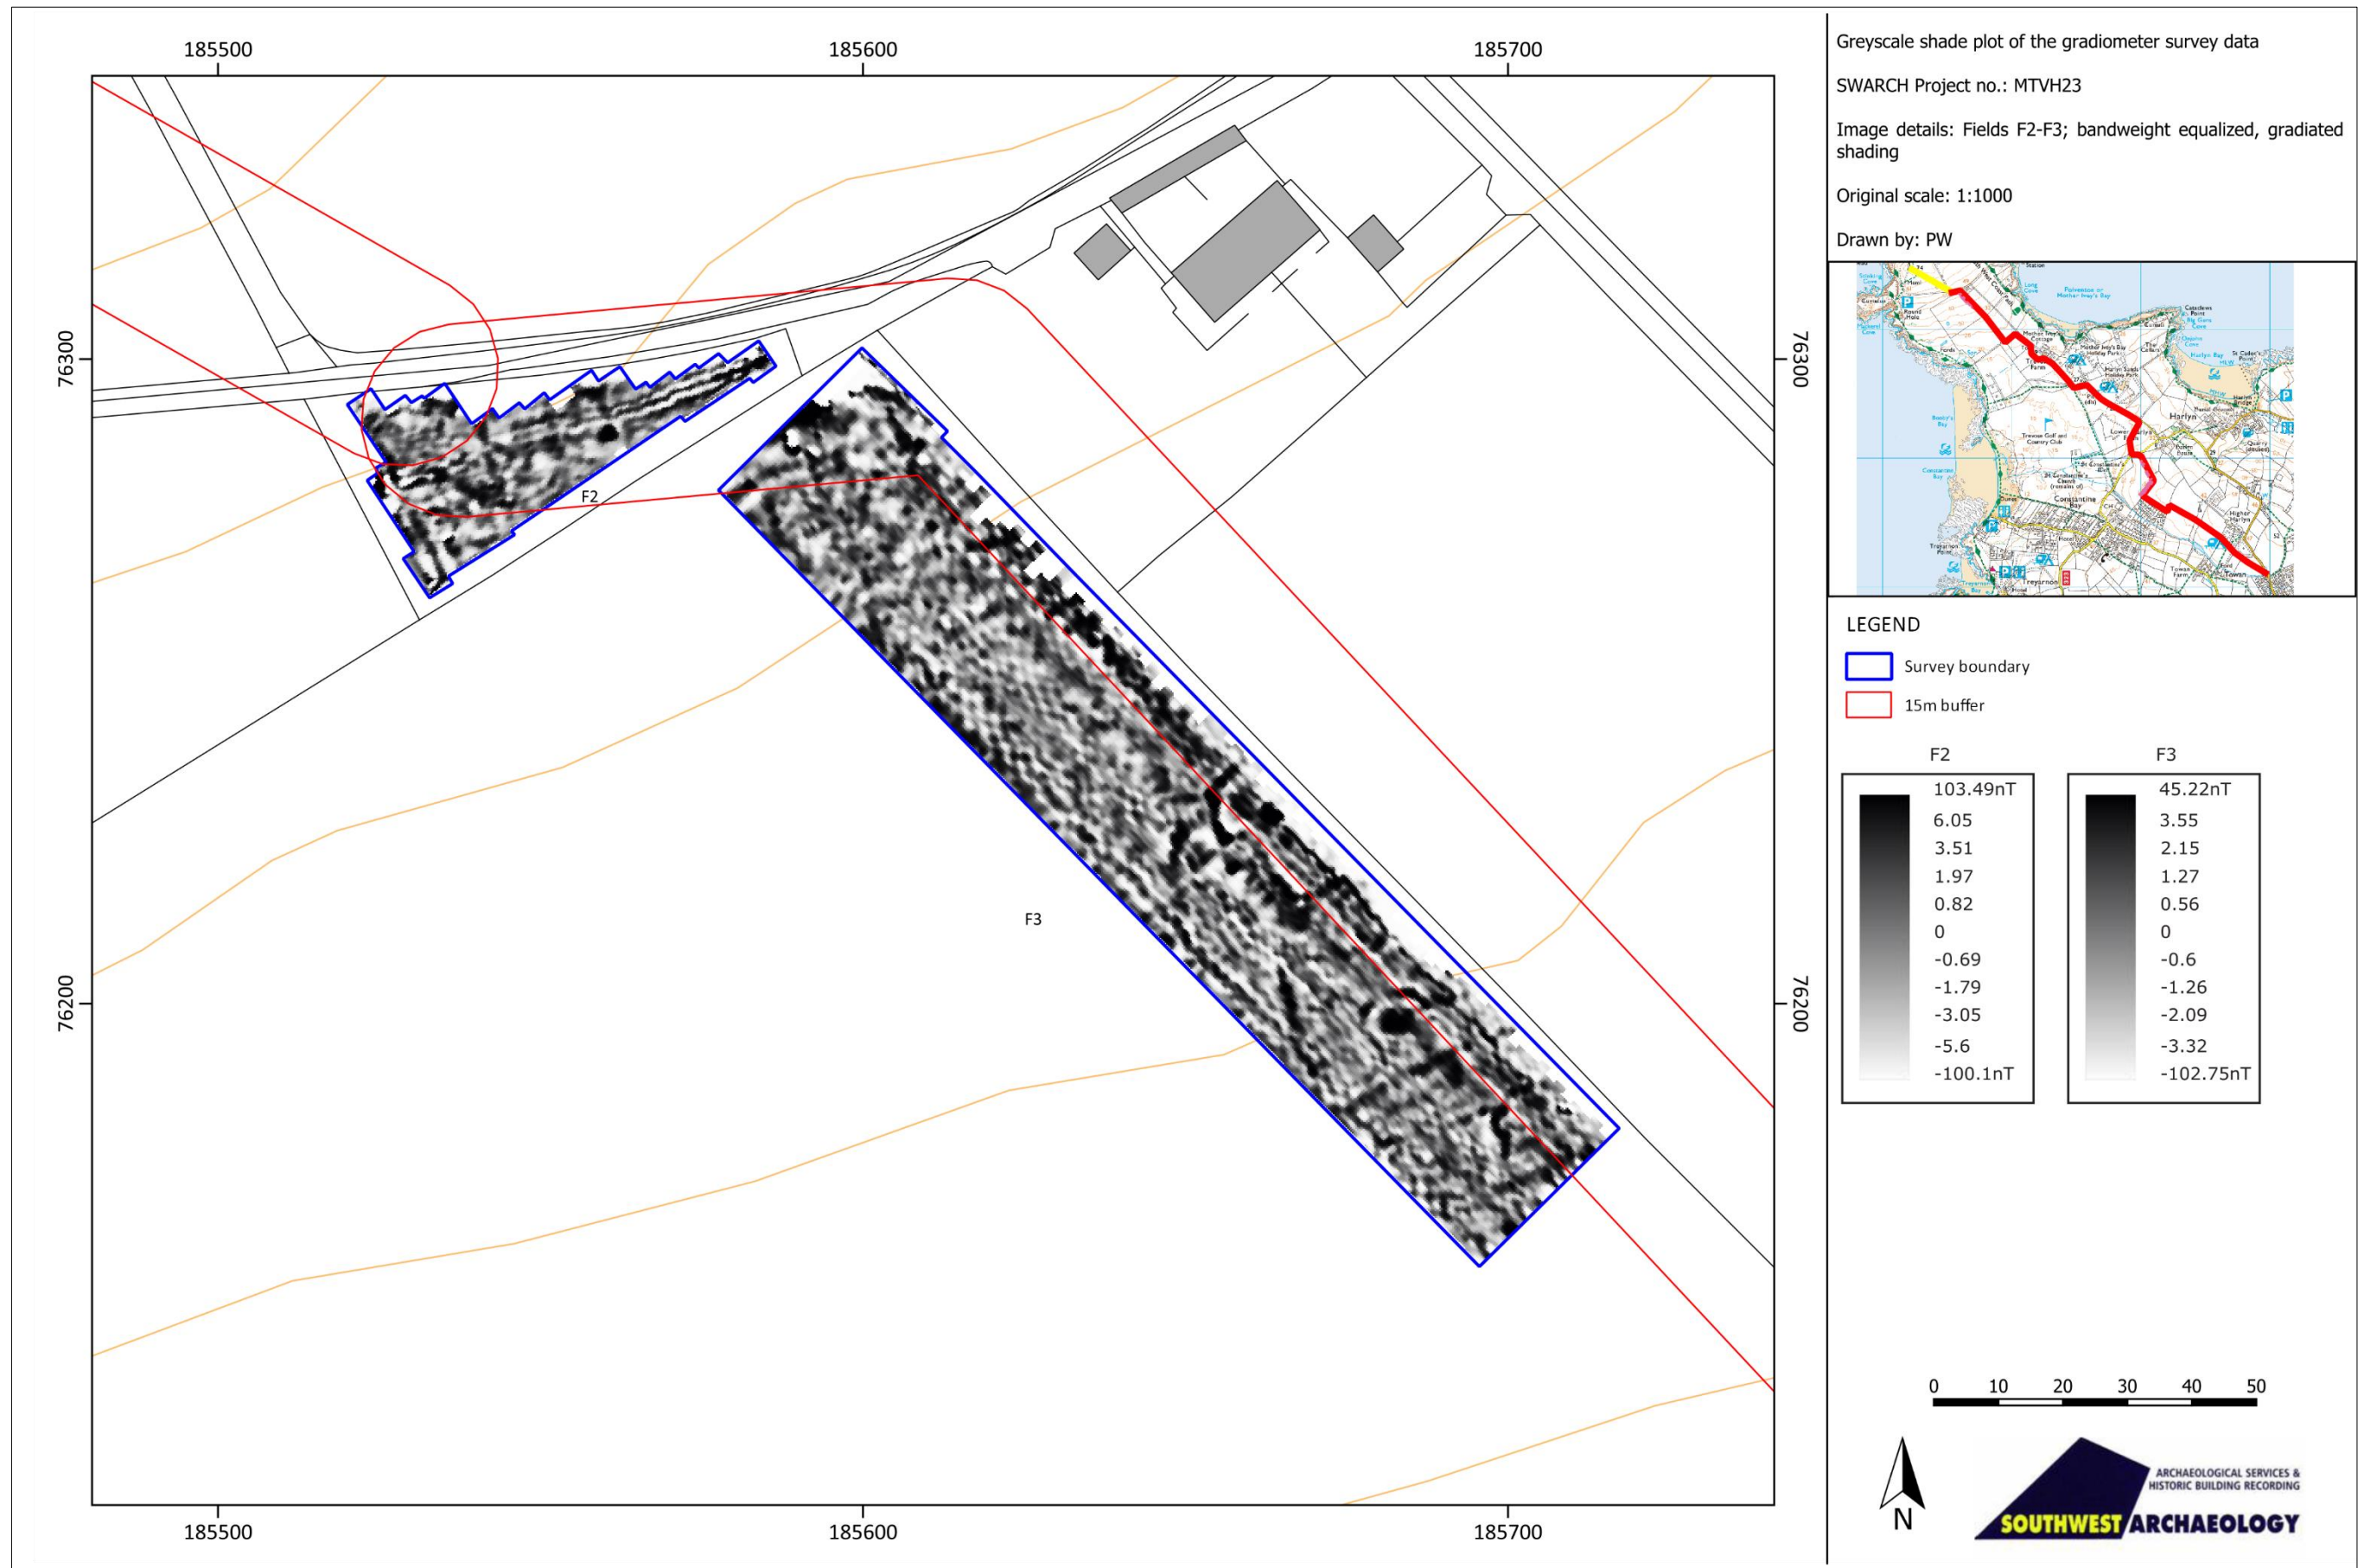 185500
185600
185700
76300
76300
76200
76200
F2
F3
185500
185600
185700
Greyscale shade plot of the gradiometer survey data
SWARCH Project no.: MTVH23
Image details: Fields F2-F3; bandweight equalized, gradiated
shading
Original scale: 1:1000
Drawn by: PW
Harlyn
Constantine
Bay
Treyarnon
LEGEND
Survey boundary
15m buffer
F2
103.49nT
6.05
3.51
1.97
0.82
0
-0.69
-1.79
-3.05
-5.6
-100.1nT
F3
45.22nT
3.55
2.15
1.27
0.56
0
-0.6
-1.26
-2.09
-3.32
-102.75nT
0 10 20 30 40 50
N
ARCHAEOLOGICAL SERVICES &
HISTORIC BUILDING RECORDING
SOUTHWEST ARCHAEOLOGY